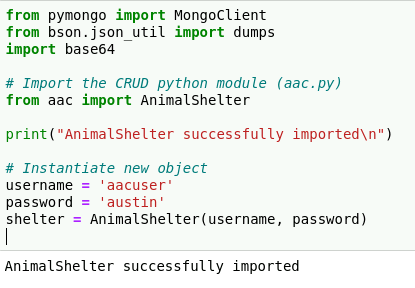 from pymongo import MongoClient
from bson.json_util import dumps
import base64
# Import the CRUD python module (aac.py)
from aac import AnimalShelter
print("AnimalShelter successfully imported\n")
# Instantiate new object
username = 'aacuser'
password = 'austin'
shelter = AnimalShelter(username, password)
AnimalShelter successfully imported